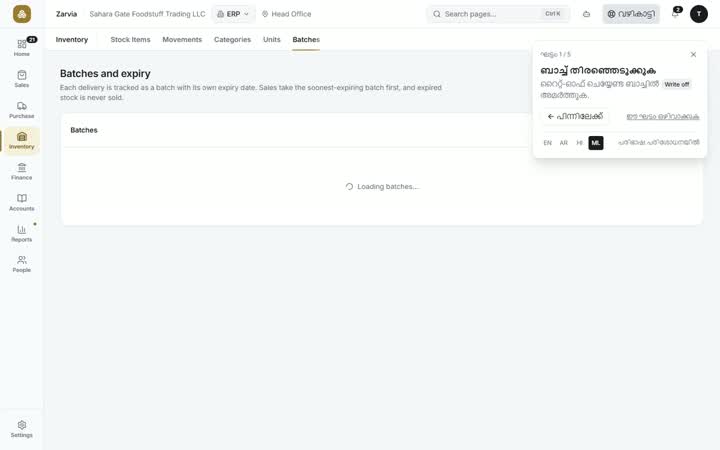 Zarvia
Sahara Gate Foodstuff Trading LLC
ERP
Head Office
Search pages...
Ctrl K
വഴികാട്ടി
2
T
21
Home
Sales
Purchase
Inventory
Finance
Accounts
Reports
People
Settings
Inventory
Stock Items
Movements
Categories
Units
Batches
Batches and expiry
Each delivery is tracked as a batch with its own expiry date. Sales take the soonest-expiring batch first, and expired
stock is never sold.
Batches
Loading batches...
ഘട്ടം 1 / 5
ബാച്ച് തിരഞ്ഞെടുക്കുക
റൈറ്റ്-ഓഫ് ചെയ്യേണ്ട ബാച്ചിൽ Write off
അമർത്തുക.
← പിന്നിലേക്ക്
ഈ ഘട്ടം ഒഴിവാക്കുക
EN AR HI ML
പരിഭാഷ പരിശോധനയിൽ